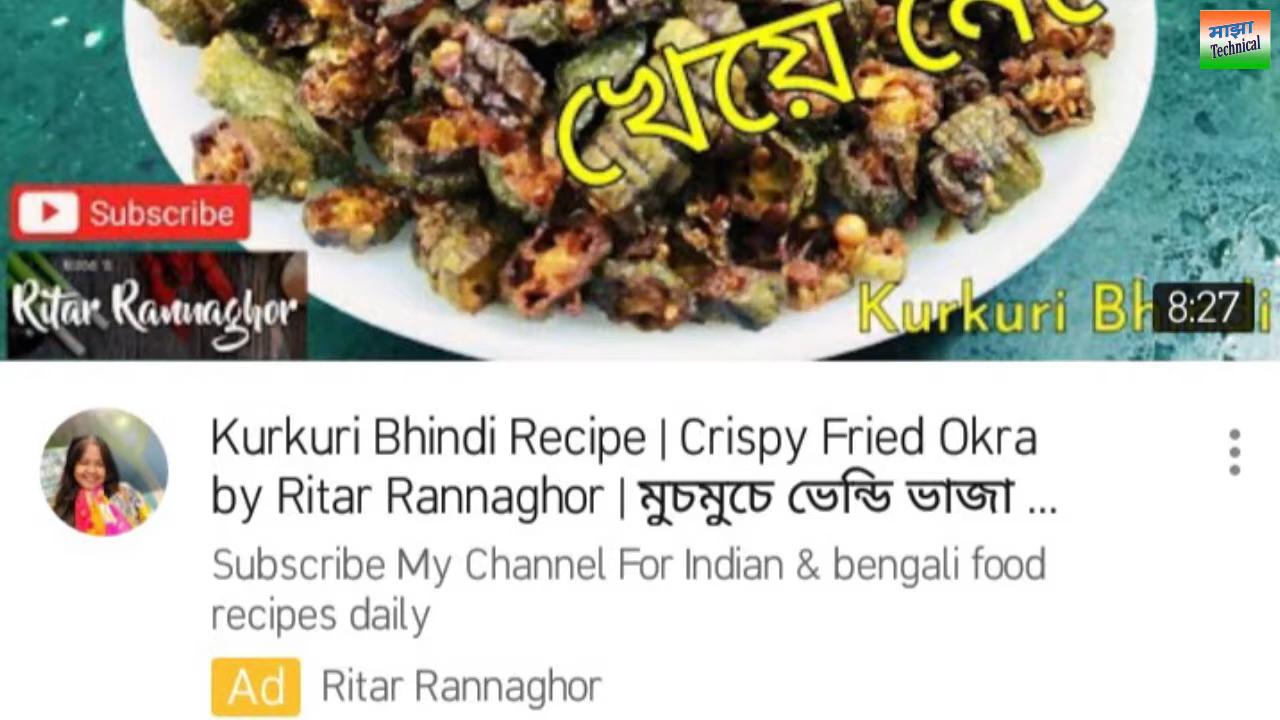 माझा
Technical
খেয়ে
Subscribe
Ritar Rannaghor
Kurkuri
8:27
Kurkuri Bhindi Recipe | Crispy Fried Okra
by Ritar Rannaghor | মুচমুচে ভেন্ডি ভাজা ...
Subscribe My Channel For Indian & bengali food
recipes daily
Ad Ritar Rannaghor